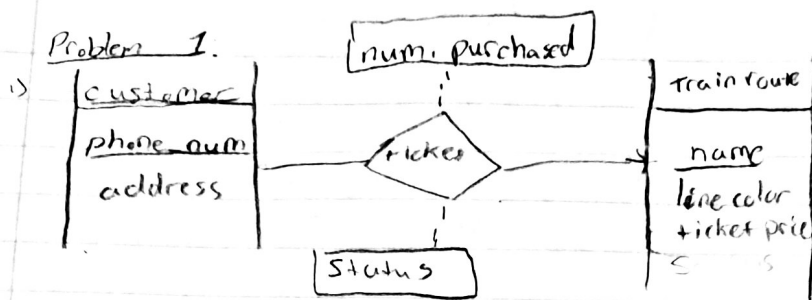 Problem 1.
1)
customer
phone_num
address
num. purchased
ticket
status
train route
name
line color
ticket price